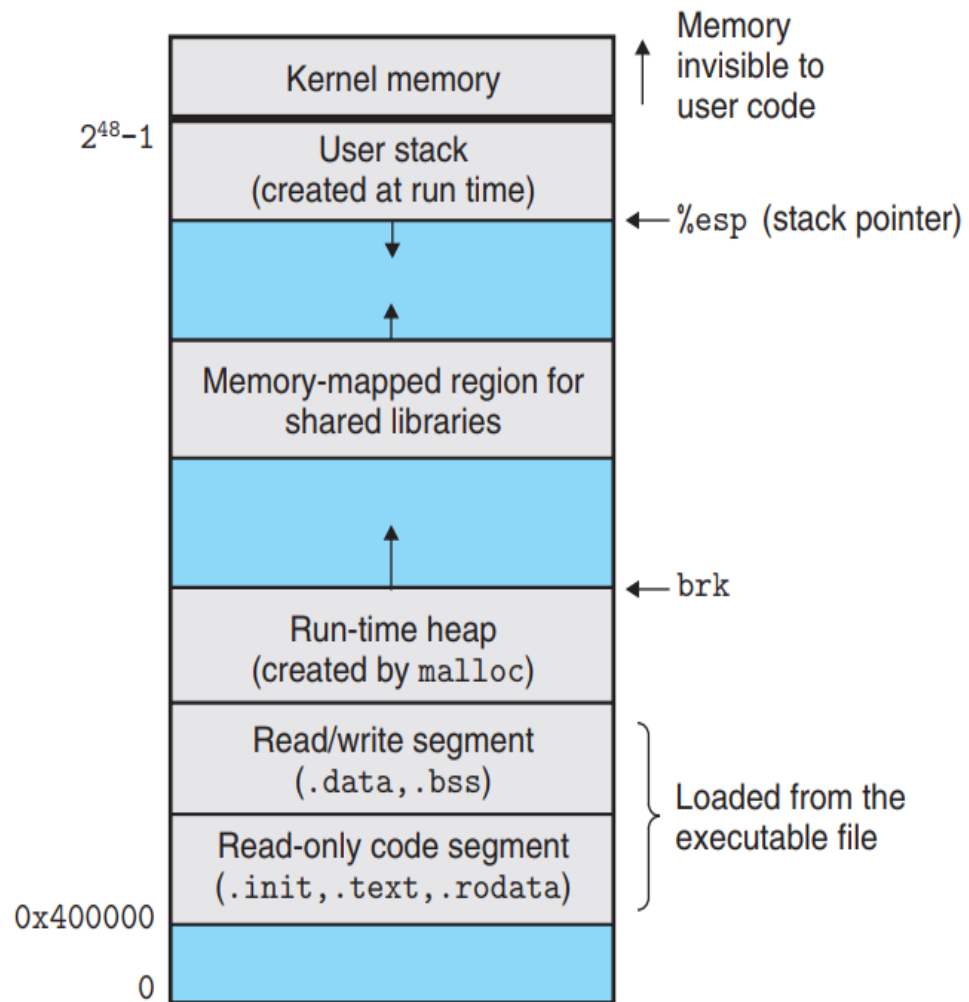 Memory
invisible to
user code
Kernel memory
2⁴⁸–1
User stack
(created at run time)
%esp (stack pointer)
Memory-mapped region for
shared libraries
brk
Run-time heap
(created by malloc)
Read/write segment
(.data,.bss)
Loaded from the
executable file
Read-only code segment
(.init,.text,.rodata)
0x400000
0